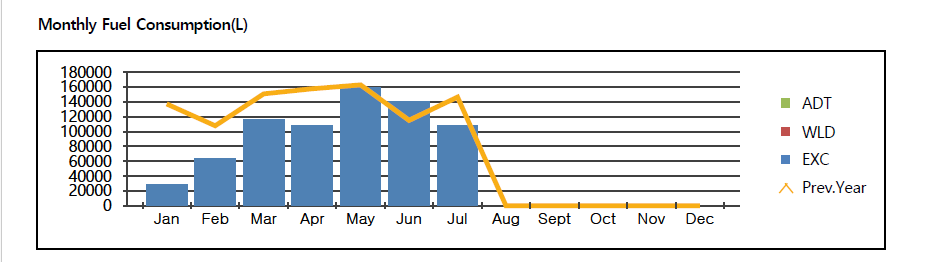 Monthly Fuel Consumption(L)
180000
160000
140000
120000
100000
80000
60000
40000
20000
0
Jan Feb Mar Apr May Jun Jul Aug Sept Oct Nov Dec
ADT
WLD
EXC
Prev.Year